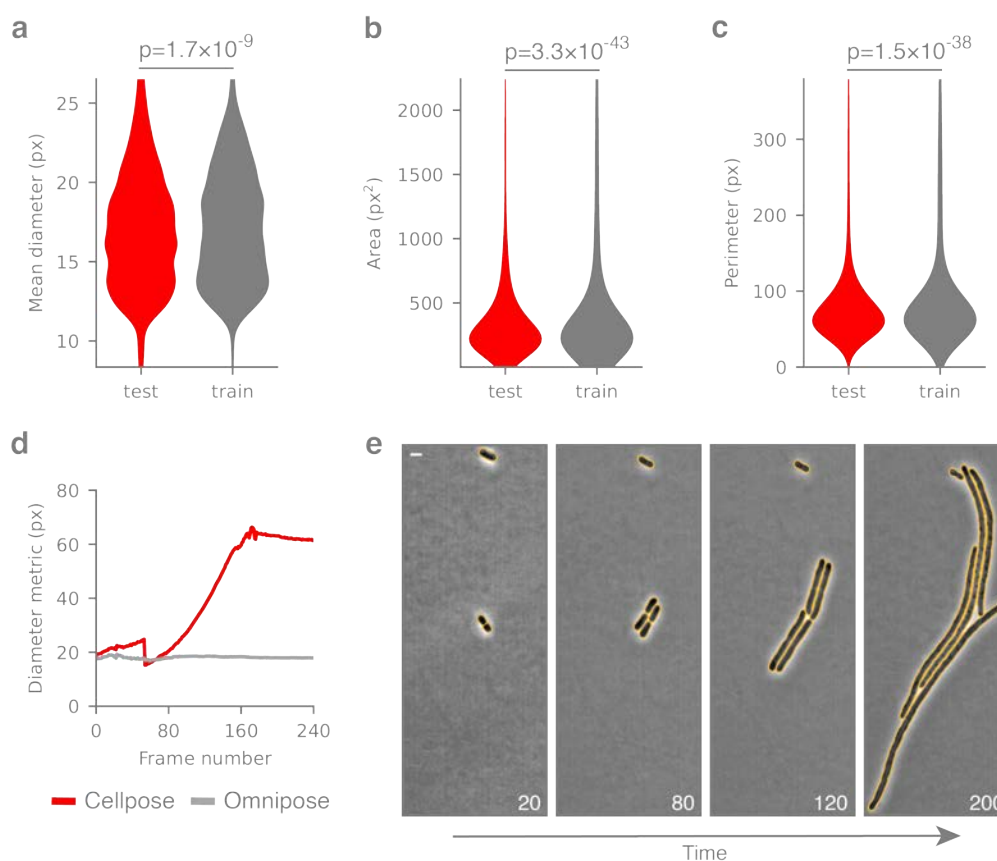 a
p=1.7×10-9
Mean diameter (px)
25
20
15
10
test train
b
p=3.3×10-43
Area (px2)
2000
1500
1000
500
test train
c
p=1.5×10-38
Perimeter (px)
300
200
100
0
test train
d
Diameter metric (px)
80
60
40
20
0
0 80 160 240
Frame number
Cellpose Omnipose
e
20 80 120 200
Time